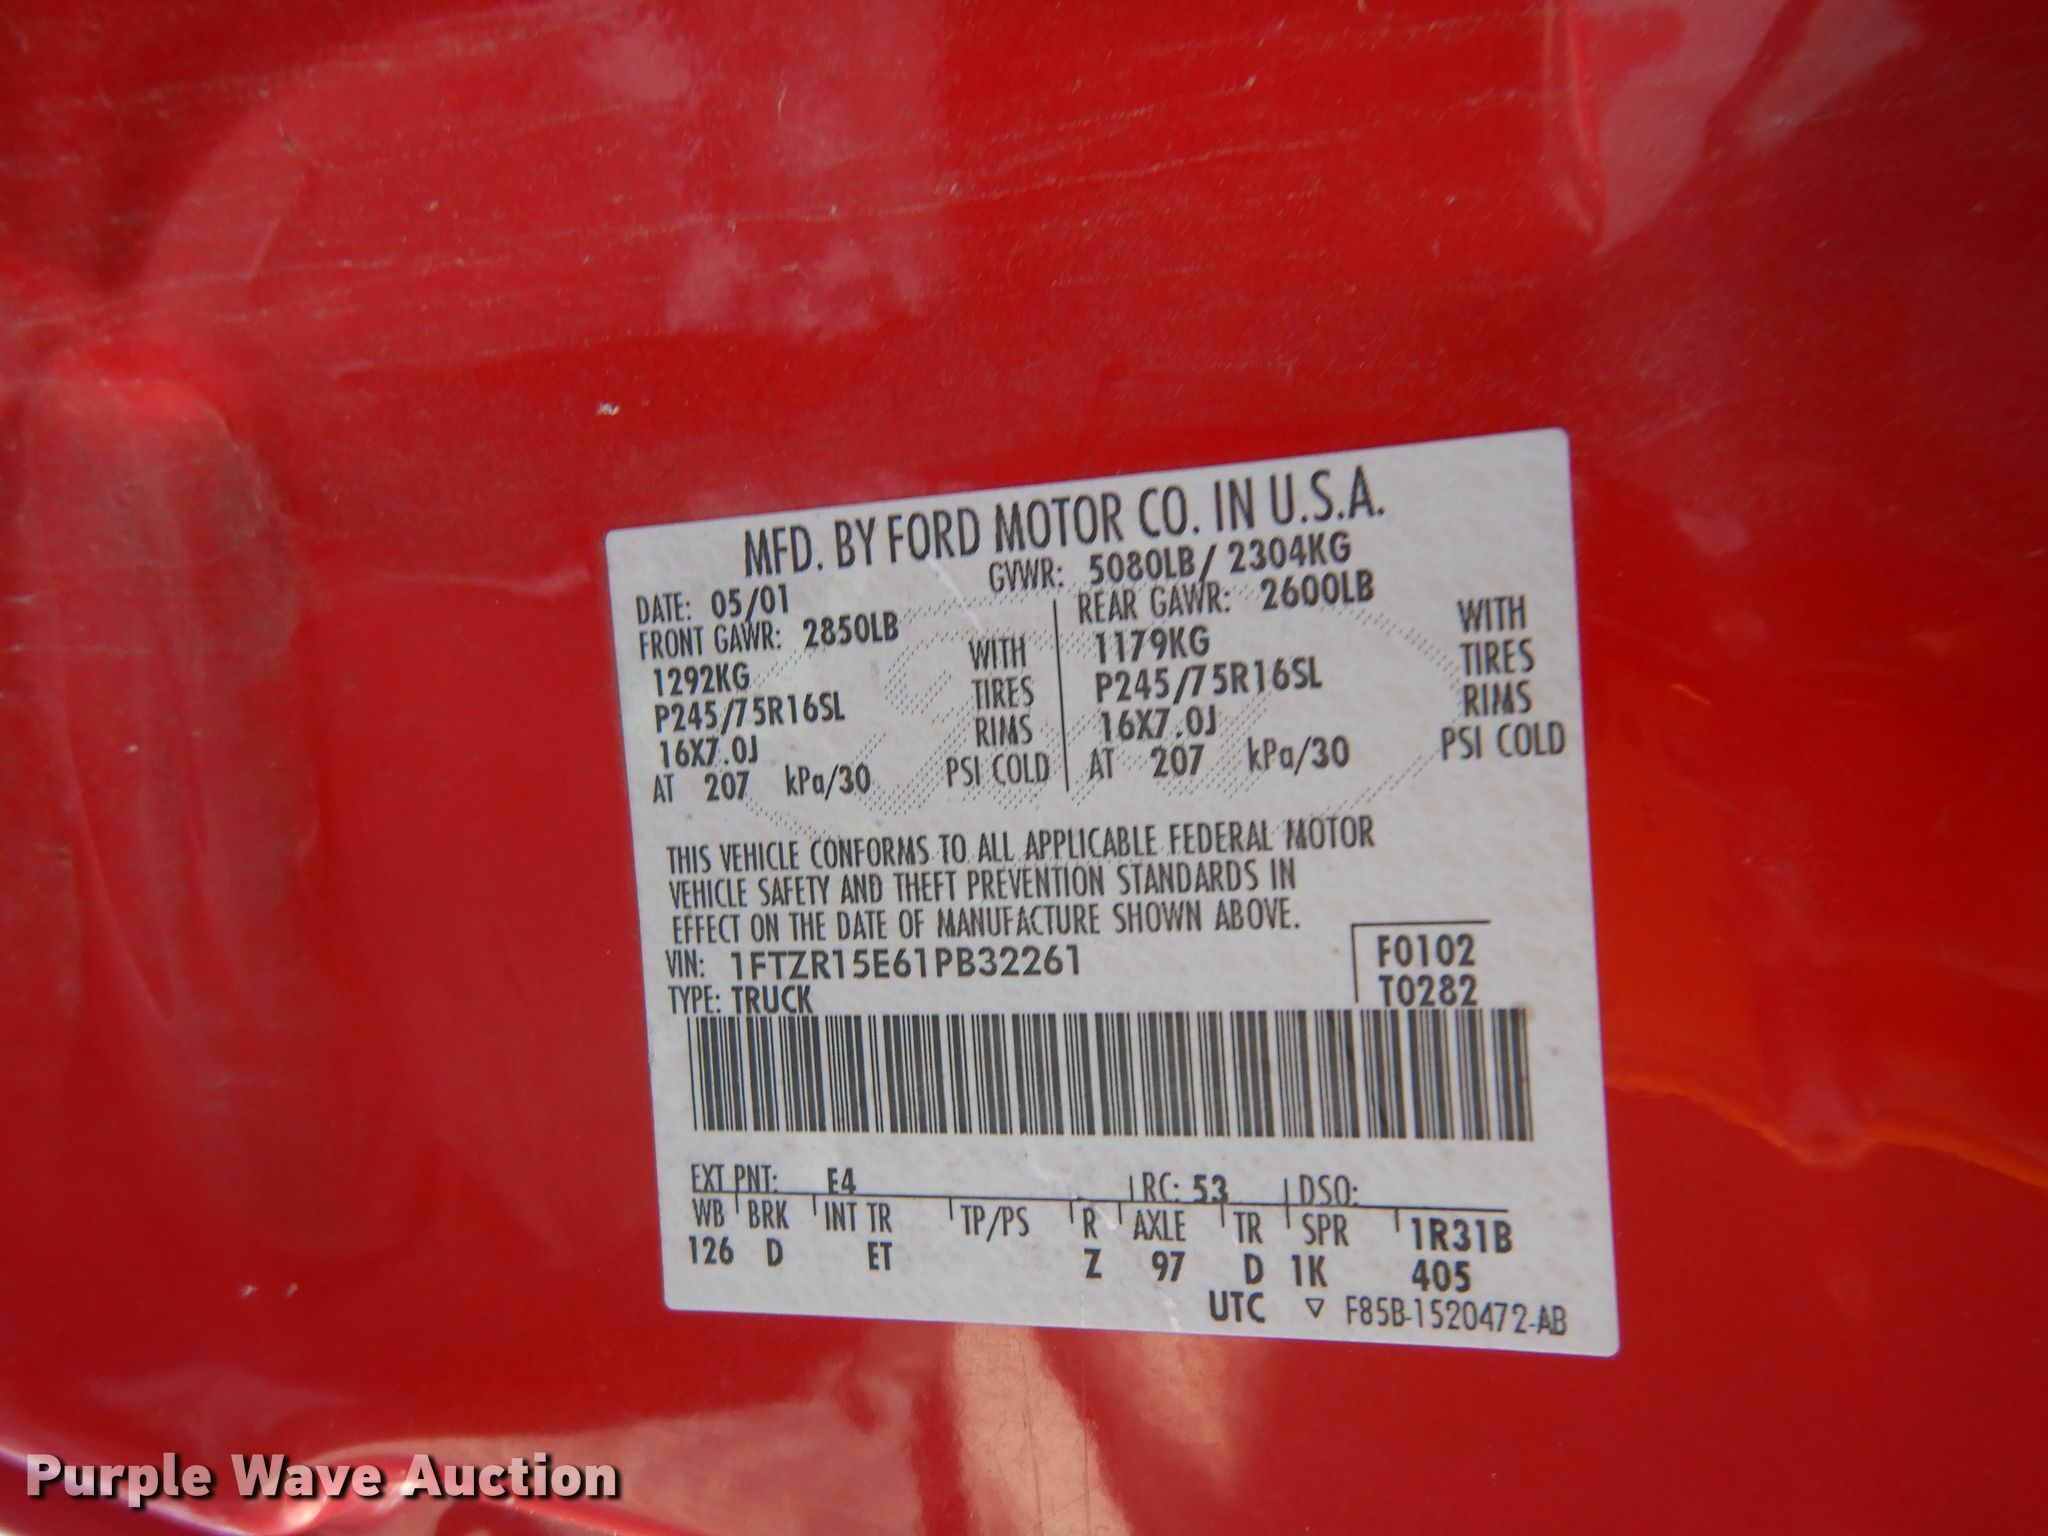 MFD. BY FORD MOTOR CO. IN U.S.A.
DATE: 05/01 GVWR: 5080LB/ 2304KG
FRONT GAWR: 2850LB REAR GAWR: 2600LB
1292KG WITH 1179KG WITH
P245/75R16SL TIRES P245/75R16SL TIRES
16X7.0J RIMS 16X7.0J RIMS
AT 207 kPa/30 PSI COLD AT 207 kPa/30 PSI COLD
THIS VEHICLE CONFORMS TO ALL APPLICABLE FEDERAL MOTOR
VEHICLE SAFETY AND THEFT PREVENTION STANDARDS IN
EFFECT ON THE DATE OF MANUFACTURE SHOWN ABOVE.
VIN: 1FTZR15E61PB32261 F0102
TYPE: TRUCK T0282
EXT PNT: E4 RC: 53 DSO:
WB BRK INT TR TP/PS R AXLE TR SPR 1R31B
126 D ET Z 97 D 1K 405
UTC ▽ F85B-1520472-AB
Purple Wave Auction